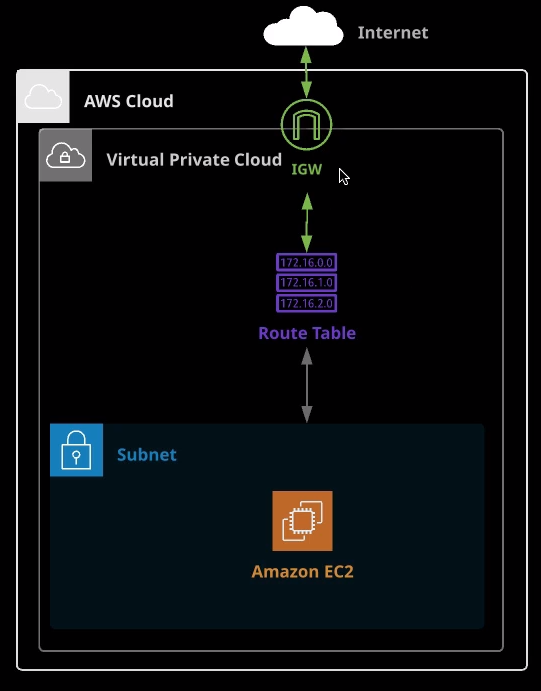 Internet
AWS Cloud
Virtual Private Cloud
IGW
172.16.0.0
172.16.1.0
172.16.2.0
Route Table
Subnet
Amazon EC2